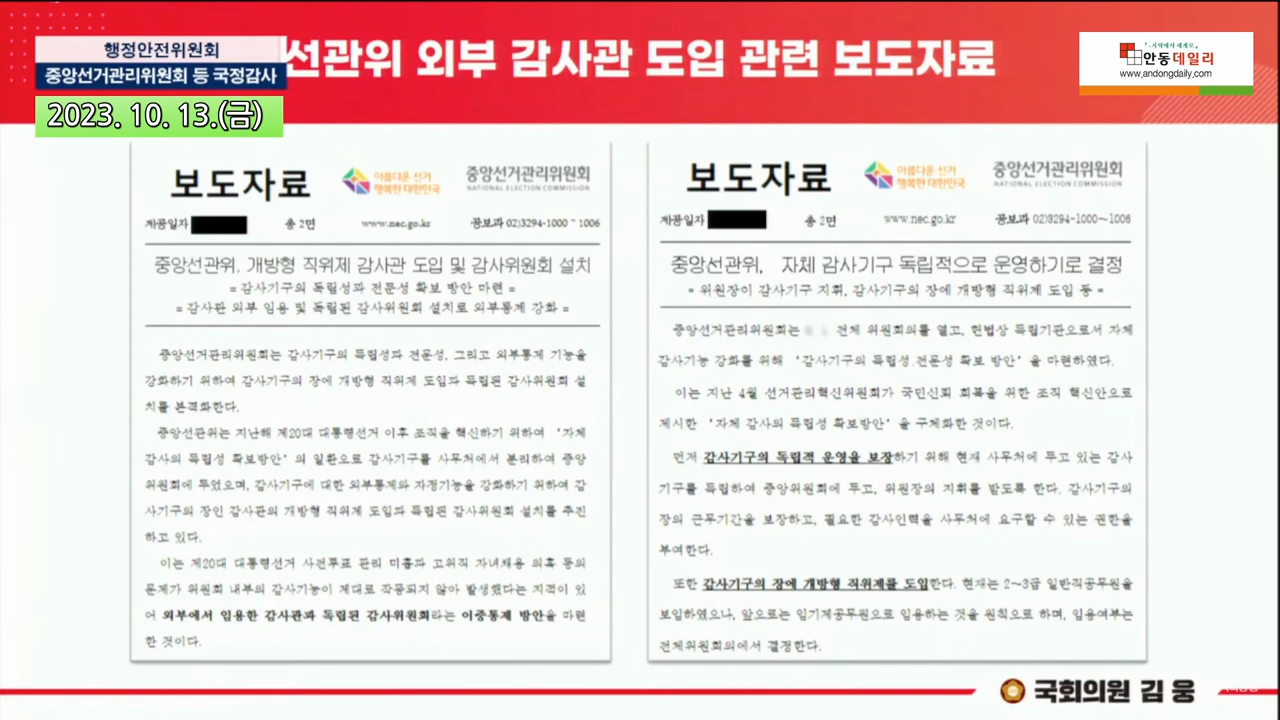 행정안전위원회
중앙선거관리위원회 등 국정감사
2023. 10. 13.(금)
선관위 외부 감사관 도입 관련 보도자료
안동데일리
www.andongdaily.com
보도자료
아름다운 선거
행복한 대한민국
중앙선거관리위원회
NATIONAL ELECTION COMMISSION
제공일자 총 2면 www.nec.go.kr 공보과 02)3294-1000 ~ 1006
중앙선관위, 개방형 직위제 감사관 도입 및 감사위원회 설치
= 감사기구의 독립성과 전문성 확보 방안 마련 =
= 감사관 외부 임용 및 독립된 감사위원회 설치로 외부통제 강화 =
중앙선거관리위원회는 감사기구의 독립성과 전문성, 그리고 외부통제 기능을
강화하기 위하여 감사기구의 장에 개방형 직위제 도입과 독립된 감사위원회 설
치를 본격화한다.
중앙선관위는 지난해 제20대 대통령선거 이후 조직을 혁신하기 위하여 '자체
감사의 독립성 확보방안'의 일환으로 감사기구를 사무처에서 분리하여 중앙
위원회에 두었으며, 감사기구에 대한 외부통제와 자정기능을 강화하기 위하여 감
사기구의 장인 감사관의 개방형 직위제 도입과 독립된 감사위원회 설치를 추진
하고 있다.
이는 제20대 대통령선거 사전투표 관리 미흡과 고위직 자녀채용 의혹 등의
문제가 위원회 내부의 감사기능이 제대로 작동되지 않아 발생했다는 지적이 있
어 외부에서 임용한 감사관과 독립된 감사위원회라는 이중통제 방안을 마련
한 것이다.
보도자료
아름다운 선거
행복한 대한민국
중앙선거관리위원회
NATIONAL ELECTION COMMISSION
제공일자 총 2면 www.nec.go.kr 공보과 02)3294-1000~1006
중앙선관위, 자체 감사기구 독립적으로 운영하기로 결정
= 위원장이 감사기구 지휘, 감사기구의 장에 개방형 직위제 도입 등 =
중앙선거관리위원회는 전체 위원회의를 열고, 헌법상 독립기관으로서 자체
감사기능 강화를 위해 '감사기구의 독립성·전문성 확보 방안'을 마련하였다.
이는 지난 4월 선거관리혁신위원회가 국민신뢰 회복을 위한 조직 혁신안으로
제시한 '자체 감사의 독립성 확보방안'을 구체화한 것이다.
먼저 감사기구의 독립적 운영을 보장하기 위해 현재 사무처에 두고 있는 감사
기구를 독립하여 중앙위원회에 두고, 위원장의 지휘를 받도록 한다. 감사기구의
장의 근무기간을 보장하고, 필요한 감사인력을 사무처에 요구할 수 있는 권한을
부여한다.
또한 감사기구의 장에 개방형 직위제를 도입한다. 현재는 2~3급 일반직공무원을
보임하였으나, 앞으로는 임기제공무원으로 임용하는 것을 원칙으로 하며, 임용여부는
전체위원회의에서 결정한다.
국회의원 김 웅